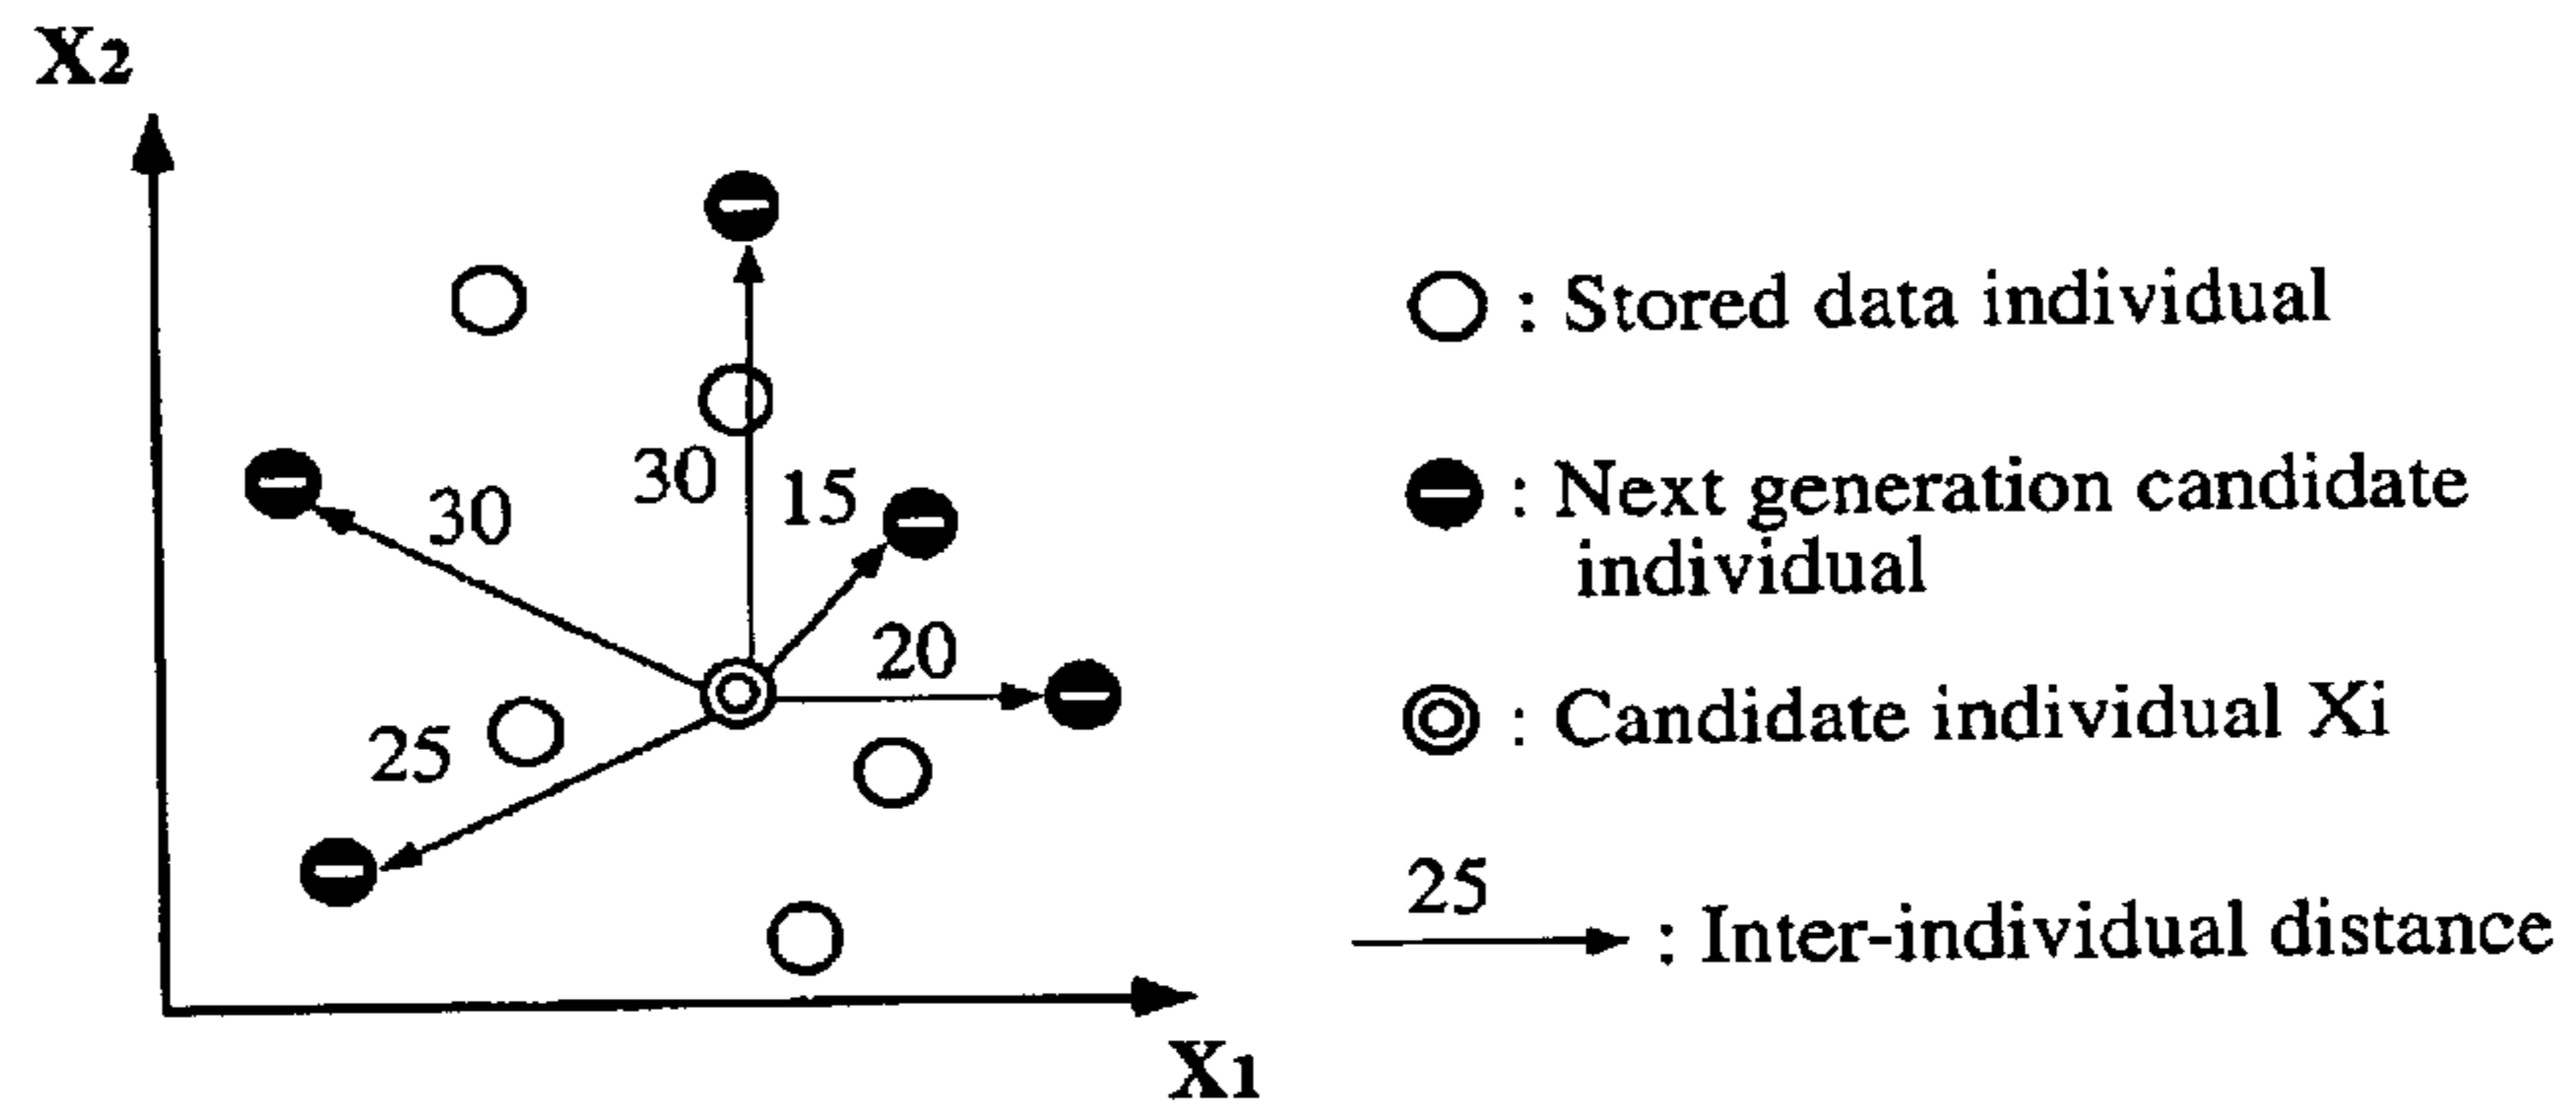 X2
30
30
15
20
25
X1
: Stored data individual
: Next generation candidate
individual
: Candidate individual Xi
25
: Inter-individual distance